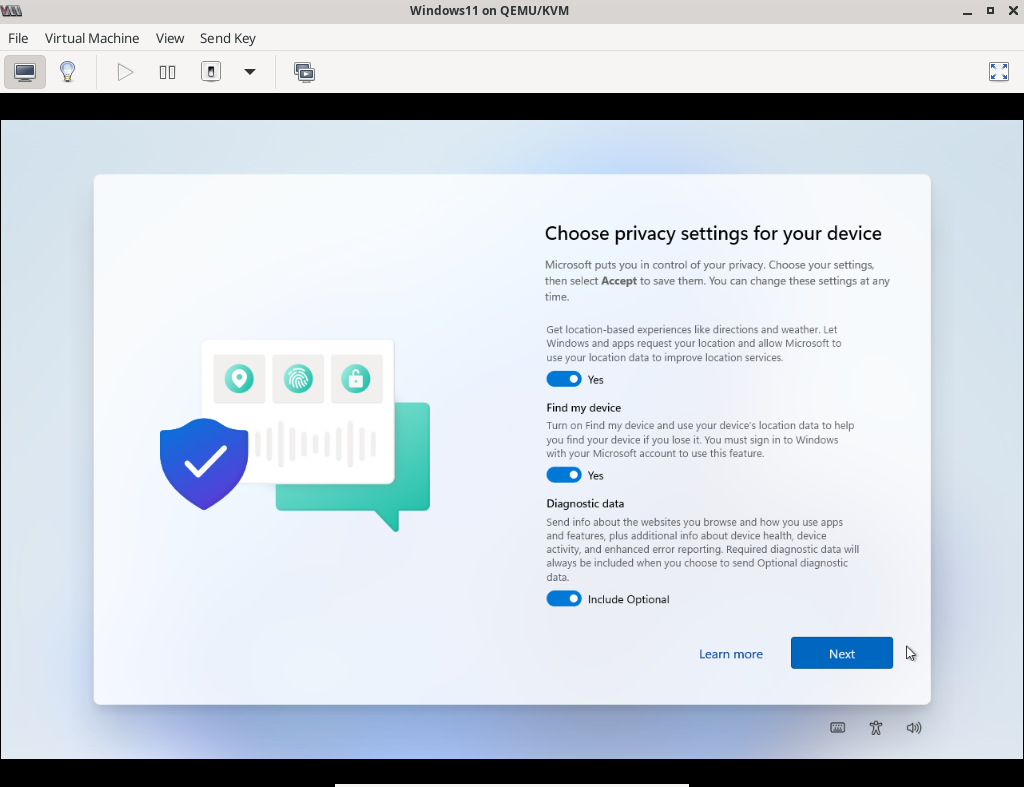 Windows11 on QEMU/KVM
File Virtual Machine View Send Key
Choose privacy settings for your device
Microsoft puts you in control of your privacy. Choose your settings,
then select Accept to save them. You can change these settings at any
time.
Get location-based experiences like directions and weather. Let
Windows and apps request your location and allow Microsoft to
use your location data to improve location services.
Yes
Find my device
Turn on Find my device and use your device's location data to help
you find your device if you lose it. You must sign in to Windows
with your Microsoft account to use this feature.
Yes
Diagnostic data
Send info about the websites you browse and how you use apps
and features, plus additional info about device health, device
activity, and enhanced error reporting. Required diagnostic data will
always be included when you choose to send Optional diagnostic
data.
Include Optional
Learn more Next